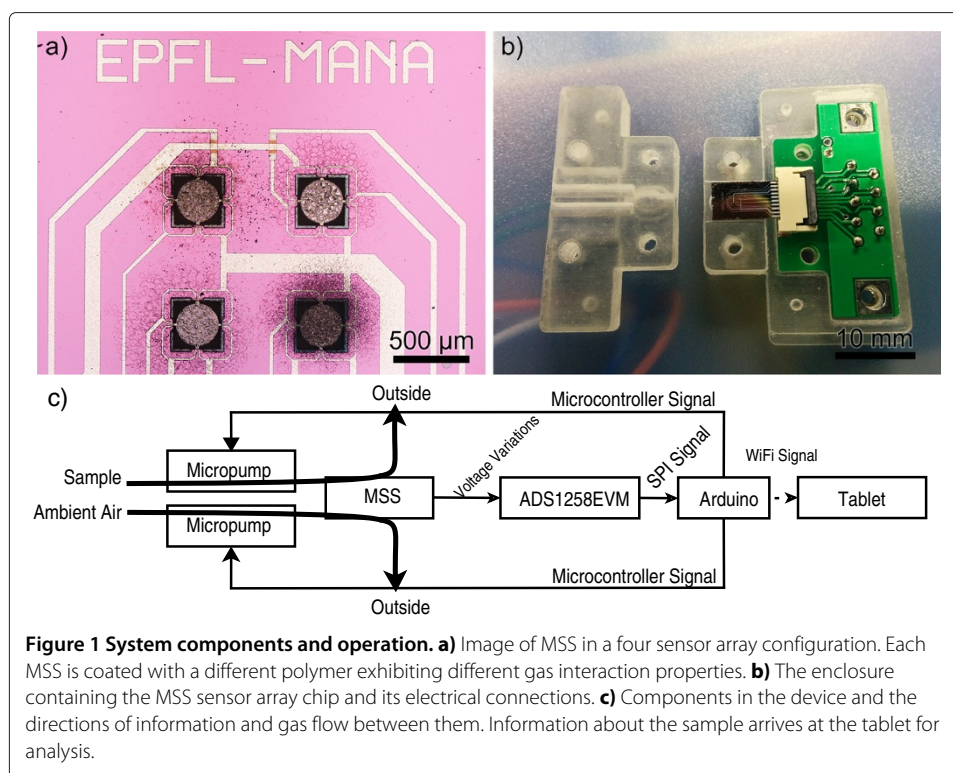 a)
EPFL-MANA
500 µm
b)
10 mm
c)
Outside
Microcontroller Signal
Micropump
Sample
Voltage Variations
SPI Signal
WiFi Signal
MSS
ADS1258EVM
Arduino
Tablet
Ambient Air
Micropump
Microcontroller Signal
Outside
Figure 1 System components and operation. a) Image of MSS in a four sensor array configuration. Each
MSS is coated with a different polymer exhibiting different gas interaction properties. b) The enclosure
containing the MSS sensor array chip and its electrical connections. c) Components in the device and the
directions of information and gas flow between them. Information about the sample arrives at the tablet for
analysis.